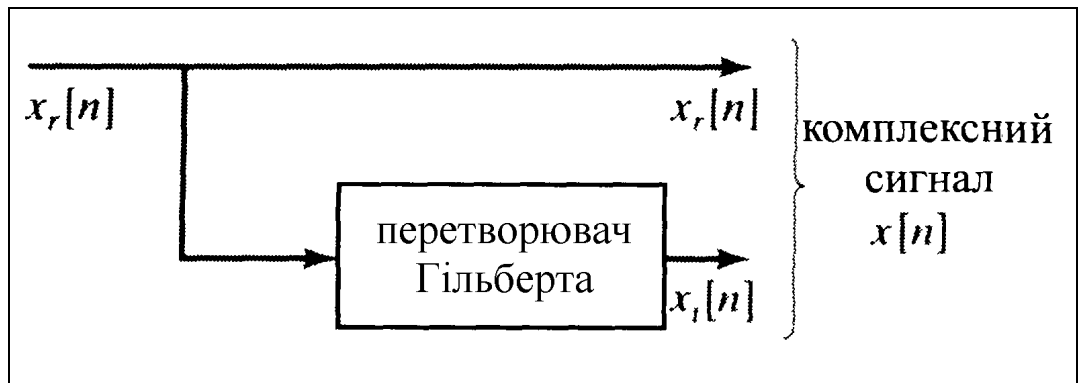 x_r[n]
x_r[n]
комплексний
сигнал
x[n]
перетворювач
Гільберта
x_i[n]